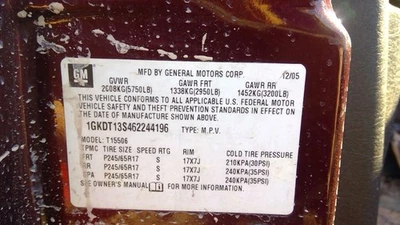 GM
MFD BY GENERAL MOTORS CORP. 12/05
GVWR GAWR FRT GAWR RR
2608KG(5750LB) 1338KG(2950LB) 1452KG(3200LB)
THIS VEHICLE CONFORMS TO ALL APPLICABLE U.S. FEDERAL MOTOR
VEHICLE SAFETY AND THEFT PREVENTION STANDARDS IN EFFECT ON
THE DATE OF MANUFACTURE SHOWN ABOVE.
1GKDT13S462244196 TYPE: M.P.V.
MODEL: T15506
TPMC TIRE SIZE SPEED RTG RIM COLD TIRE PRESSURE
FRT P245/65R17 S 17X7J 210KPA(30PSI)
RR P245/65R17 S 17X7J 240KPA(35PSI)
SPA P245/65R17 S 17X7J 240KPA(35PSI)
SEE OWNER'S MANUAL FOR MORE INFORMATION.